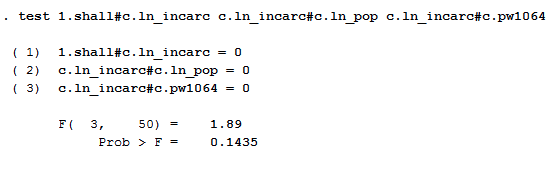 . test 1.shall#c.ln_incarc c.ln_incarc#c.ln_pop c.ln_incarc#c.pw1064
( 1) 1.shall#c.ln_incarc = 0
( 2) c.ln_incarc#c.ln_pop = 0
( 3) c.ln_incarc#c.pw1064 = 0
F( 3, 50) = 1.89
Prob > F = 0.1435